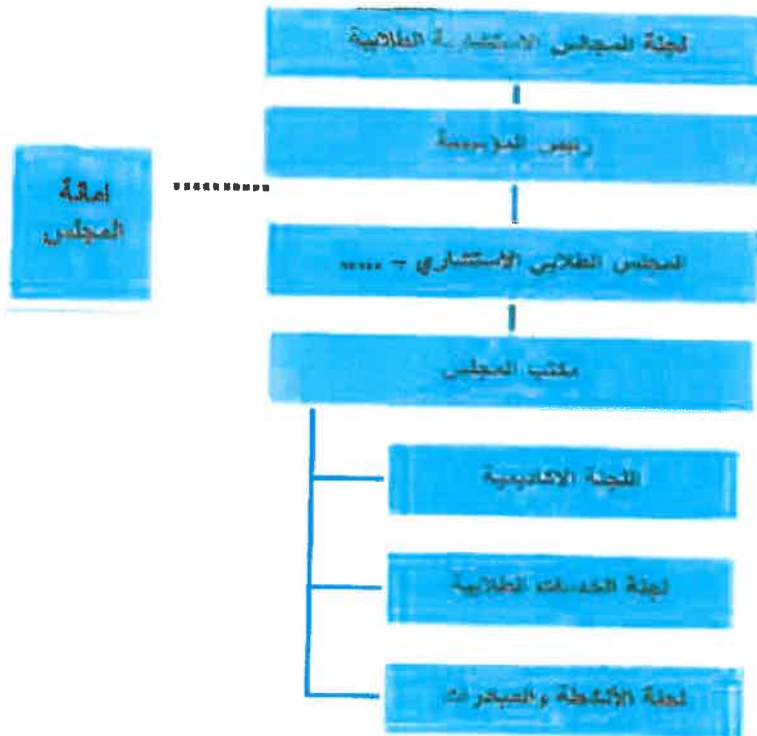 لجنة المجالس الاستشارية الطلابية
رئيس المؤسسة
أمانة
المجلس
المجلس الطلابي الاستشاري – .....
مكتب المجلس
اللجنة الاكاديمية
لجنة الخدمات الطلابية
لجنة الأنشطة والمبادرات